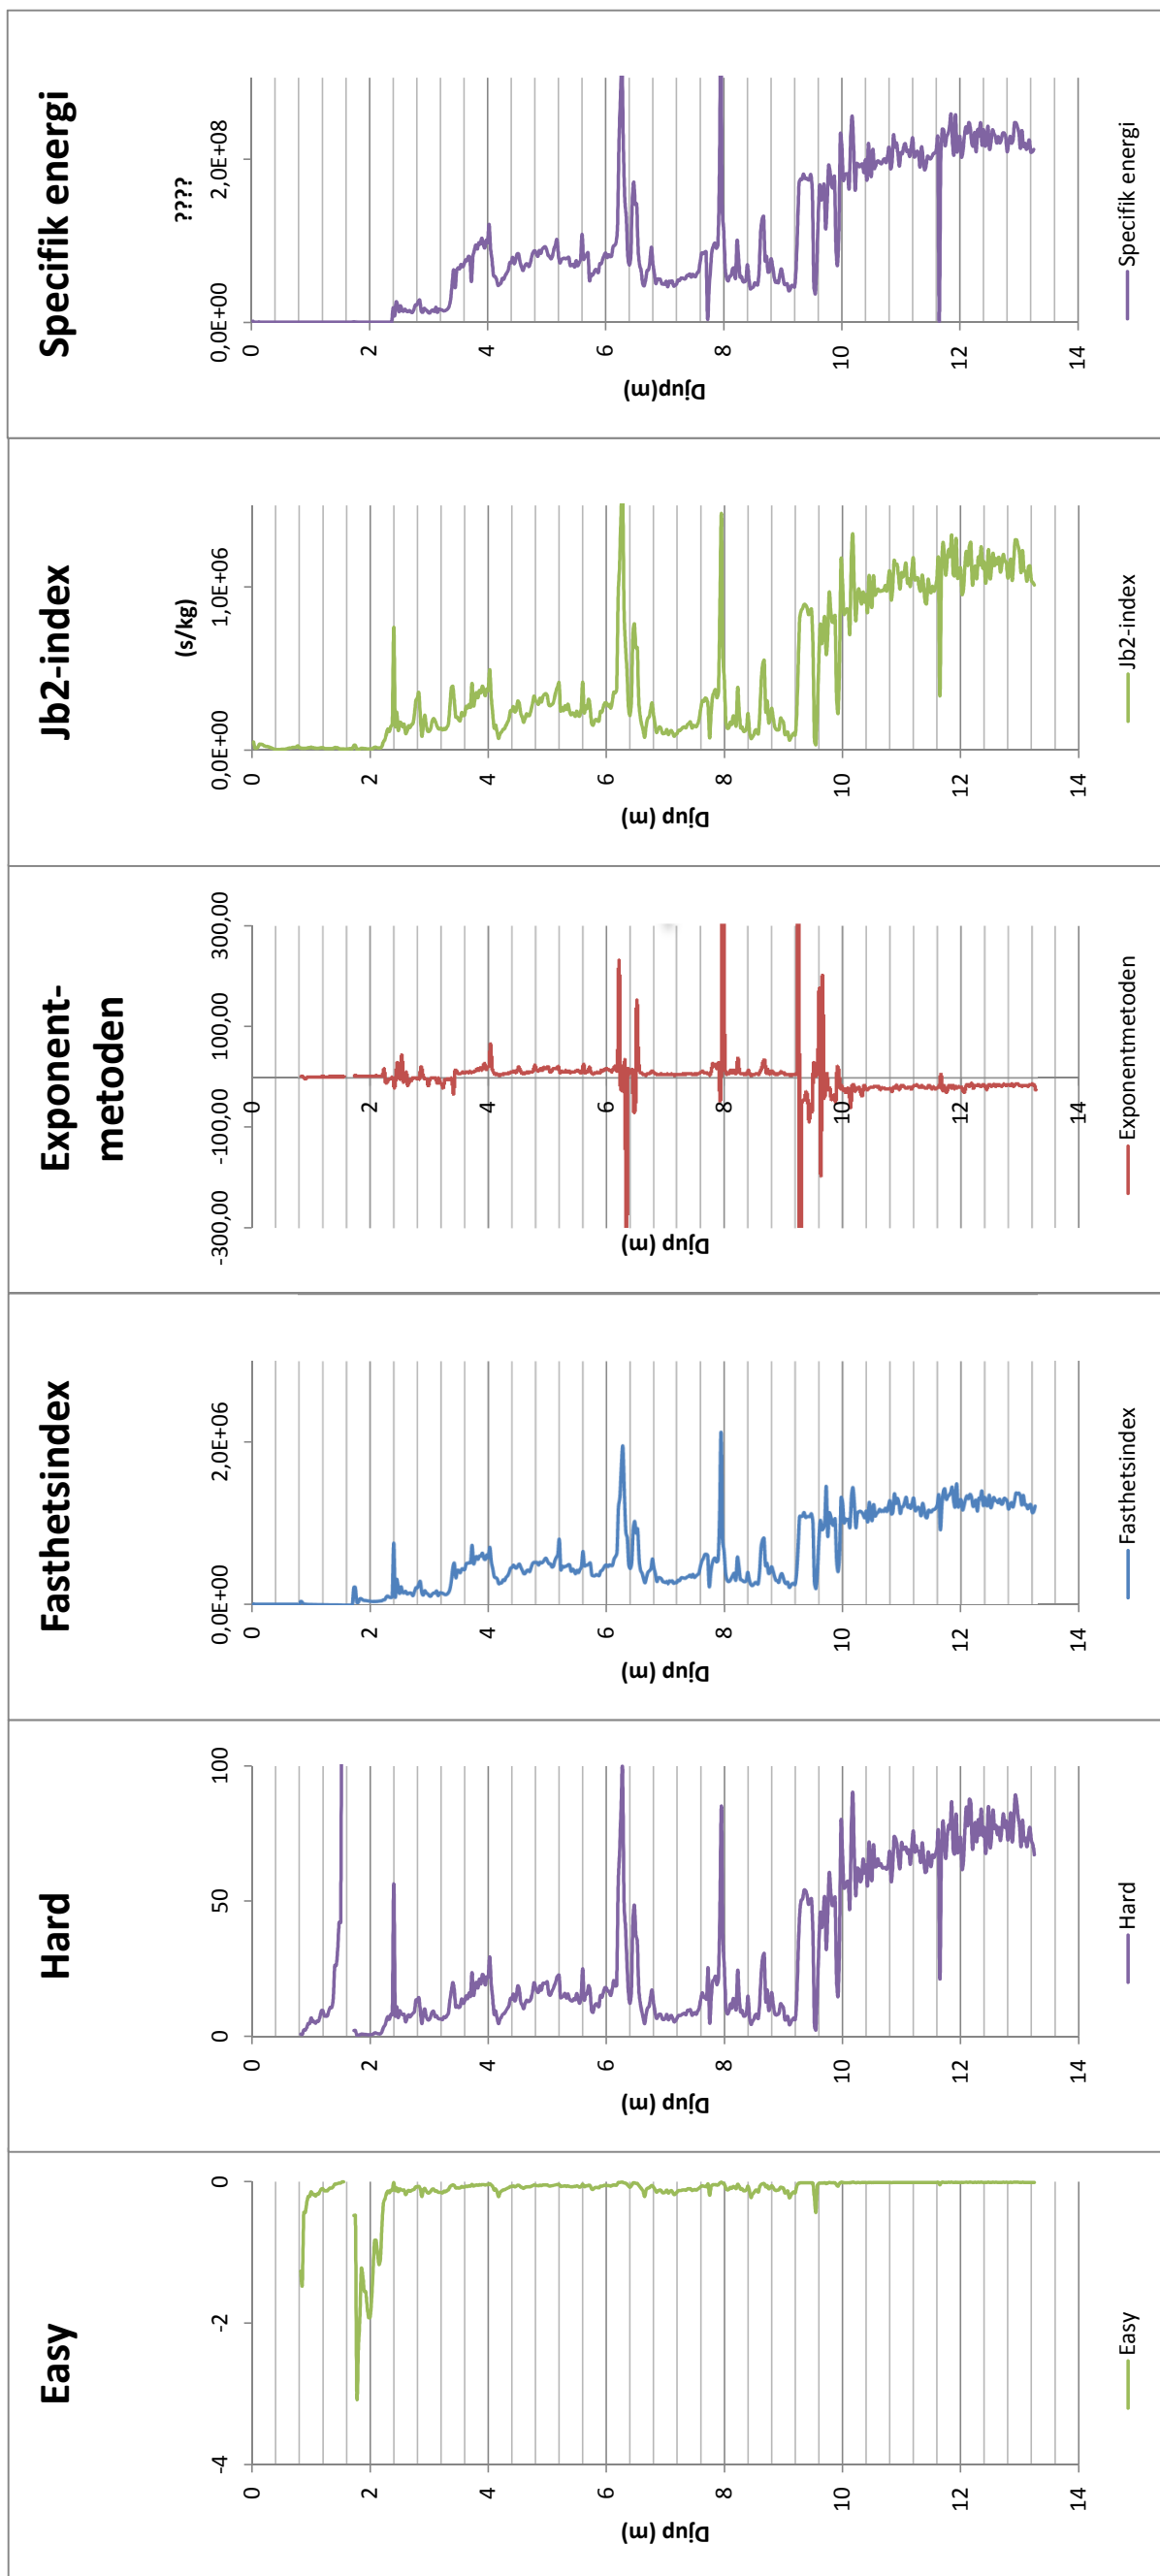 Easy
-4
-2
0
0
2
4
6
8
10
12
14
Djup (m)
Easy
Hard
0
50
100
0
2
4
6
8
10
12
14
Djup (m)
Hard
Fasthetsindex
0,0E+00
2,0E+06
0
2
4
6
8
10
12
14
Djup (m)
Fasthetsindex
Exponent-
metoden
-300,00
-100,00
100,00
300,00
0
2
4
6
8
10
12
14
Djup (m)
Exponentmetoden
Jb2-index
(s/kg)
0,0E+00
1,0E+06
0
2
4
6
8
10
12
14
Djup (m)
Jb2-index
Specifik energi
????
0,0E+00
2,0E+08
0
2
4
6
8
10
12
14
Djup(m)
Specifik energi